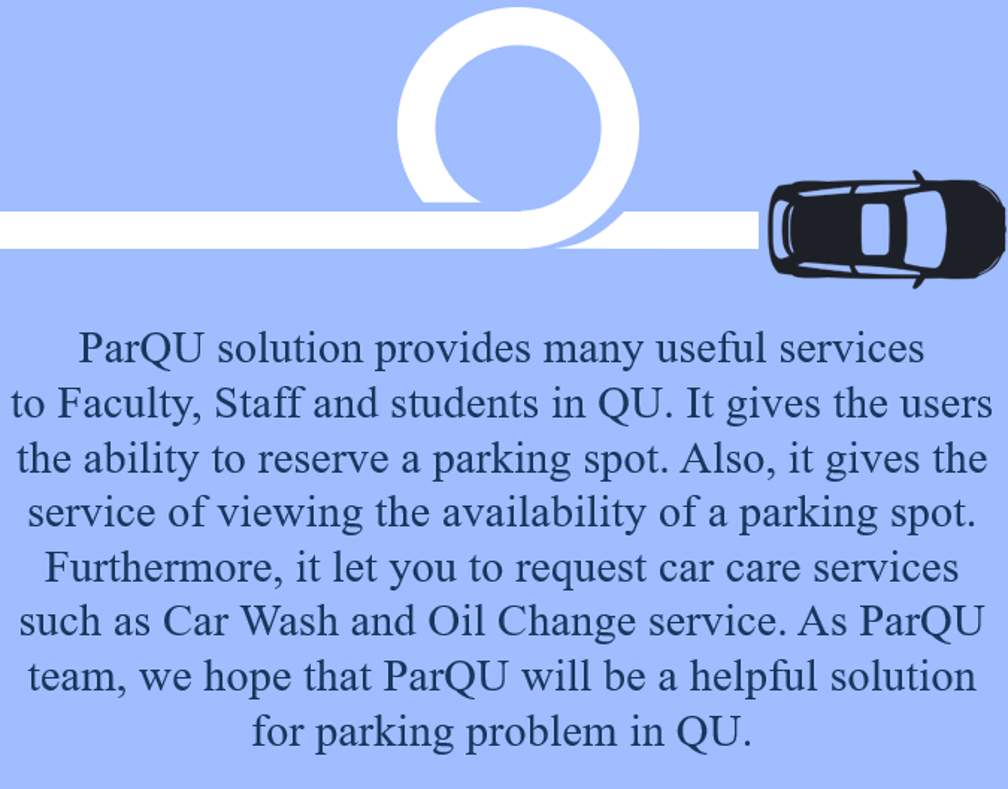 ParQU solution provides many useful services
to Faculty, Staff and students in QU. It gives the users
the ability to reserve a parking spot. Also, it gives the
service of viewing the availability of a parking spot.
Furthermore, it let you to request car care services
such as Car Wash and Oil Change service. As ParQU
team, we hope that ParQU will be a helpful solution
for parking problem in QU.